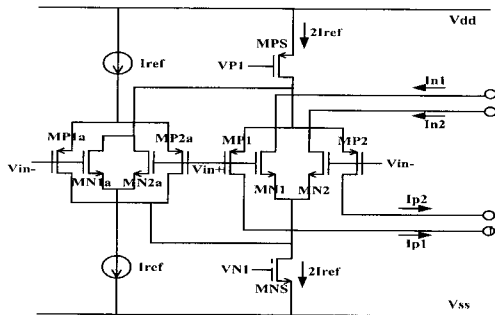 2Iref
Vdd
MPS
Iref
VP1
In1
In2
MP1a
MP2a
MP1
MP2
Vin-
Vin+
Vin-
MN1a
MN2a
MN1
MN2
Ip2
Ip1
Iref
VN1
2Iref
MNS
Vss